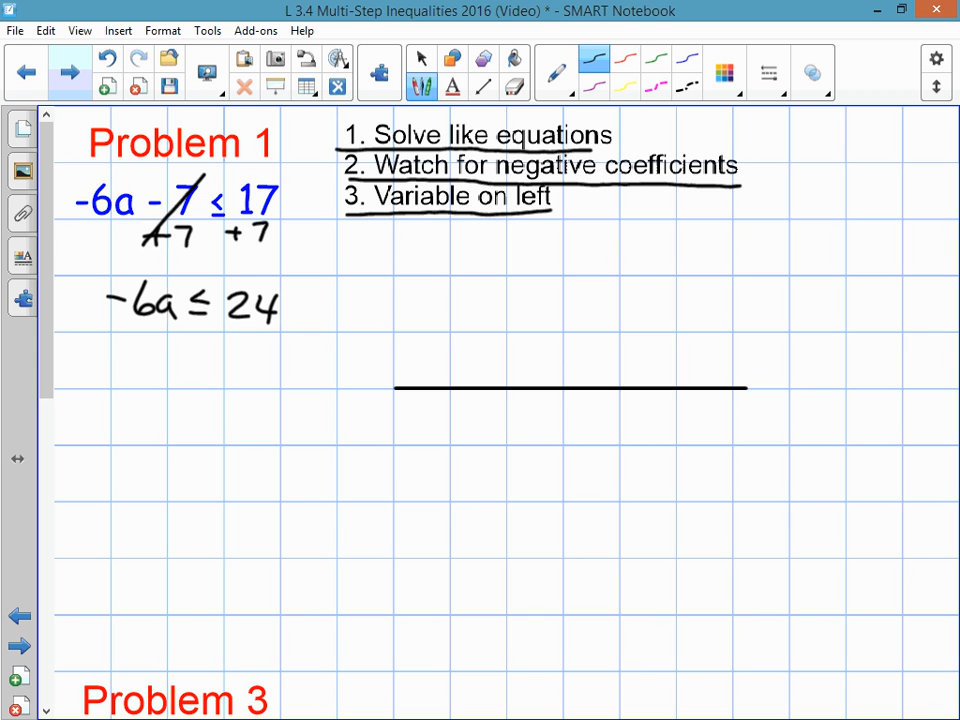 L 3.4 Multi-Step Inequalities 2016 (Video) * - SMART Notebook
File Edit View Insert Format Tools Add-ons Help
Problem 1
-6a - 7 ≤ 17
+7 +7
-6a ≤ 24
1. Solve like equations
2. Watch for negative coefficients
3. Variable on left
Problem 3